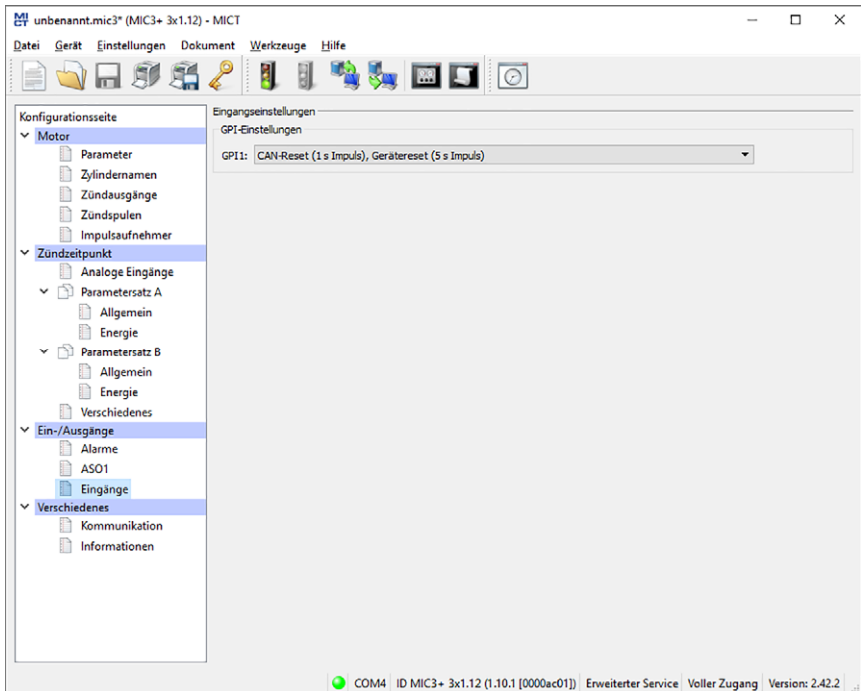 MICT unbenannt.mic3* (MIC3+ 3x1.12) - MICT
Datei Gerät Einstellungen Dokument Werkzeuge Hilfe
Konfigurationsseite
Motor
Parameter
Zylindernamen
Zündausgänge
Zündspulen
Impulsaufnehmer
Zündzeitpunkt
Analoge Eingänge
Parametersatz A
Allgemein
Energie
Parametersatz B
Allgemein
Energie
Verschiedenes
Ein-/Ausgänge
Alarme
ASO1
Eingänge
Verschiedenes
Kommunikation
Informationen
Eingangseinstellungen
GPI-Einstellungen
GPI1: CAN-Reset (1 s Impuls), Gerätereset (5 s Impuls)
COM4 ID MIC3+ 3x1.12 (1.10.1 [0000ac01]) Erweiterter Service Voller Zugang Version: 2.42.2